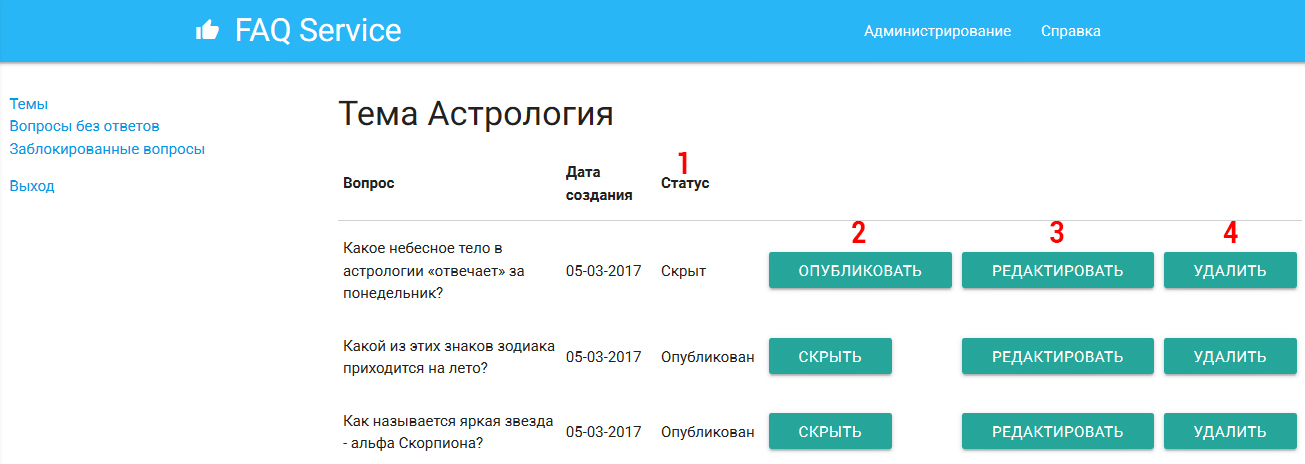 FAQ Service
Администрирование Справка
Темы
Вопросы без ответов
Заблокированные вопросы
Выход
Тема Астрология
1
Вопрос
Дата
создания
Статус
2 3 4
Какое небесное тело в
астрологии «отвечает» за
понедельник?
05-03-2017 Скрыт ОПУБЛИКОВАТЬ РЕДАКТИРОВАТЬ УДАЛИТЬ
Какой из этих знаков зодиака
приходится на лето?
05-03-2017 Опубликован СКРЫТЬ РЕДАКТИРОВАТЬ УДАЛИТЬ
Как называется яркая звезда
- альфа Скорпиона?
05-03-2017 Опубликован СКРЫТЬ РЕДАКТИРОВАТЬ УДАЛИТЬ